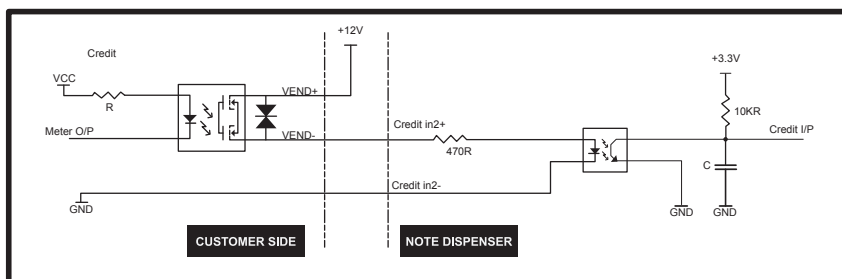 +12V
Credit
+3.3V
VCC
VEND+
R
10KR
Meter O/P
VEND-
Credit in2+
Credit I/P
470R
C
Credit in2-
GND
GND
GND
CUSTOMER SIDE
NOTE DISPENSER